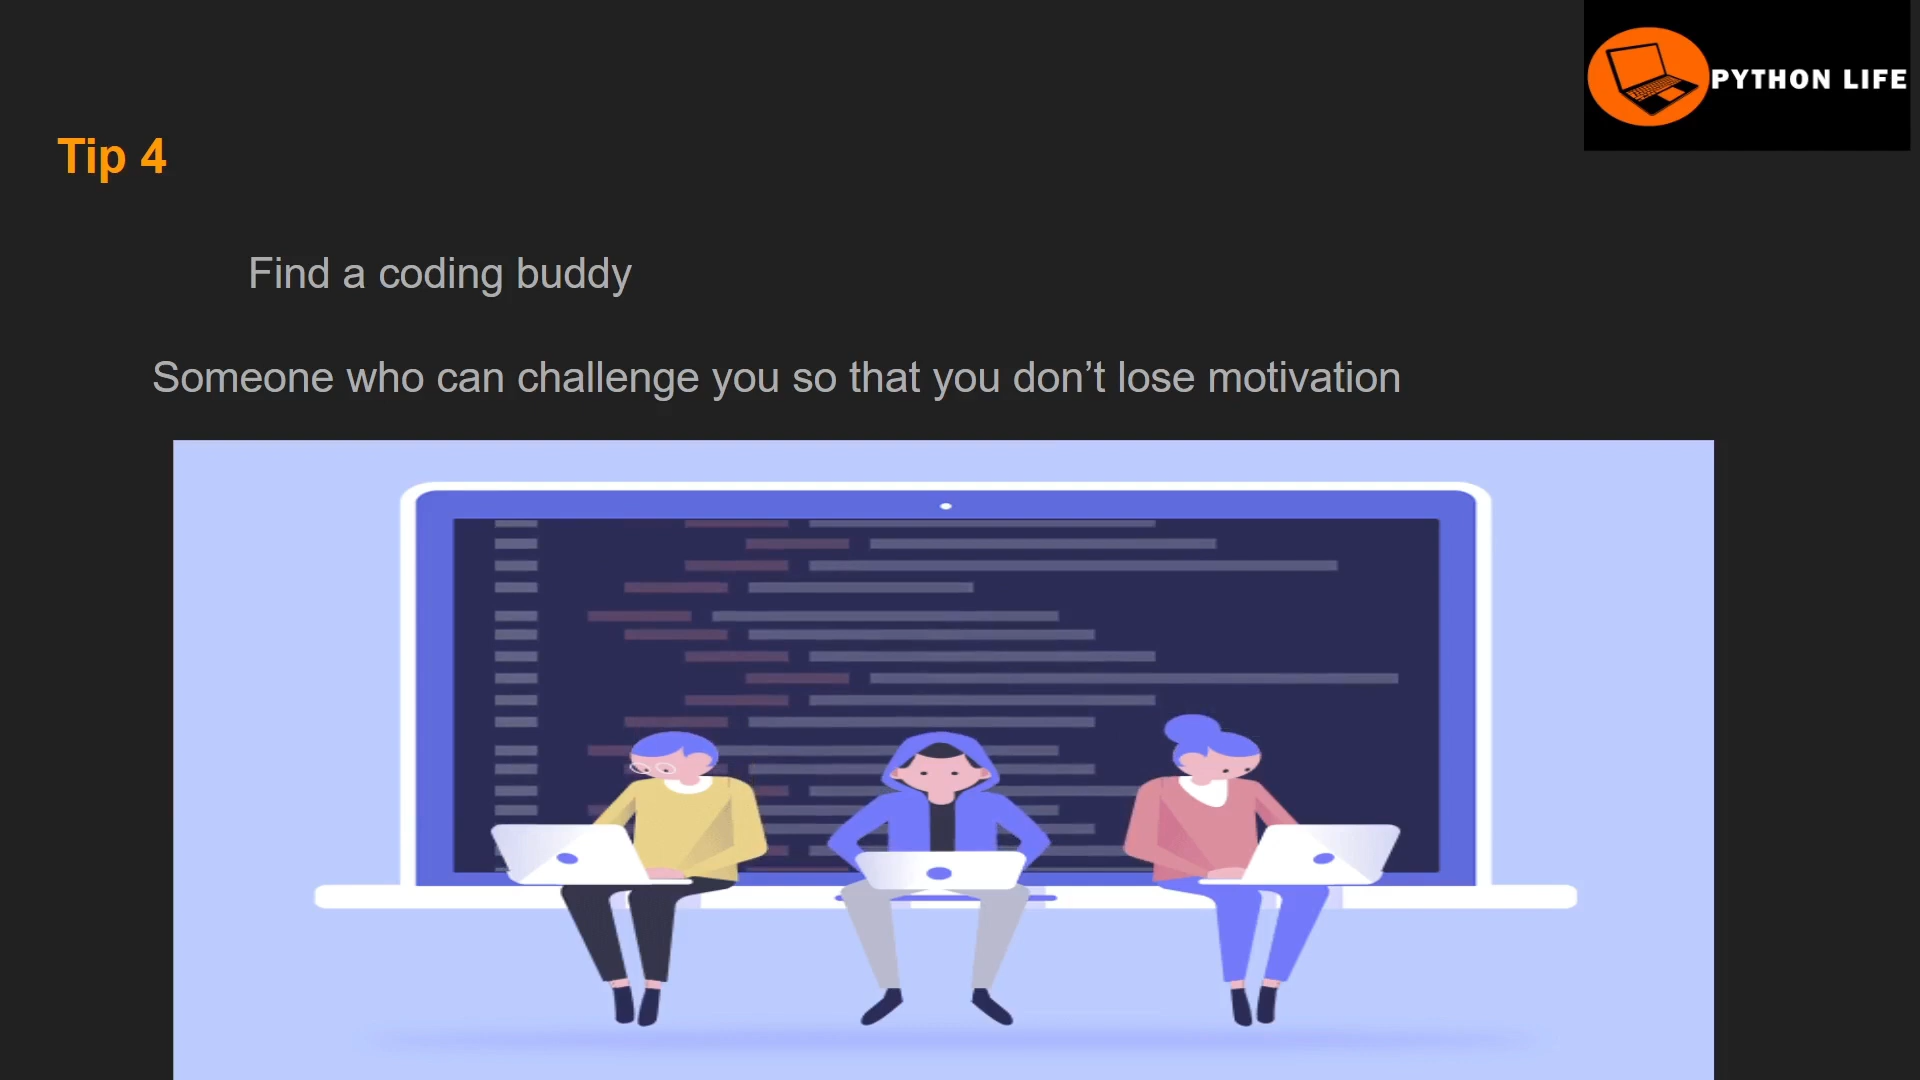 PYTHON LIFE
Tip 4
Find a coding buddy
Someone who can challenge you so that you don’t lose motivation